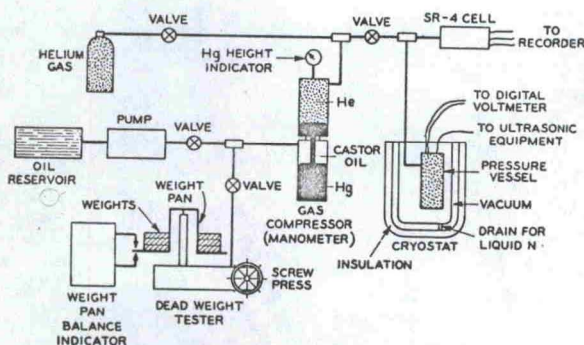 VALVE
VALVE
SR-4 CELL
TO
RECORDER
HELIUM
GAS
Hg HEIGHT
INDICATOR
He
TO DIGITAL
VOLTMETER
TO ULTRASONIC
EQUIPMENT
PUMP
VALVE
CASTOR
OIL
PRESSURE
VESSEL
OIL
RESERVOIR
Hg
VACUUM
WEIGHTS
WEIGHT
PAN
VALVE
GAS
COMPRESSOR
(MANOMETER)
DRAIN FOR
LIQUID N
CRYOSTAT
INSULATION
SCREW
PRESS
WEIGHT
PAN
BALANCE
INDICATOR
DEAD WEIGHT
TESTER